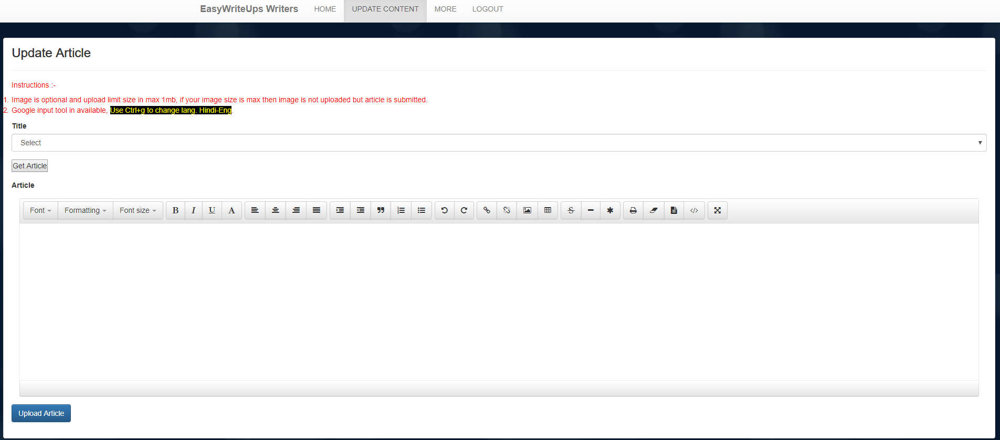 EasyWriteUps Writers HOME UPDATE CONTENT MORE LOGOUT
Update Article
Instructions :-
1. Image is optional and upload limit size in max 1mb, if your image size is max then image is not uploaded but article is submitted.
2. Google input tool in available, Use Ctrl+g to change lang. Hindi-Eng.
Title
Select
Get Article
Article
Font Formatting Font size B I U A S </>
Upload Article